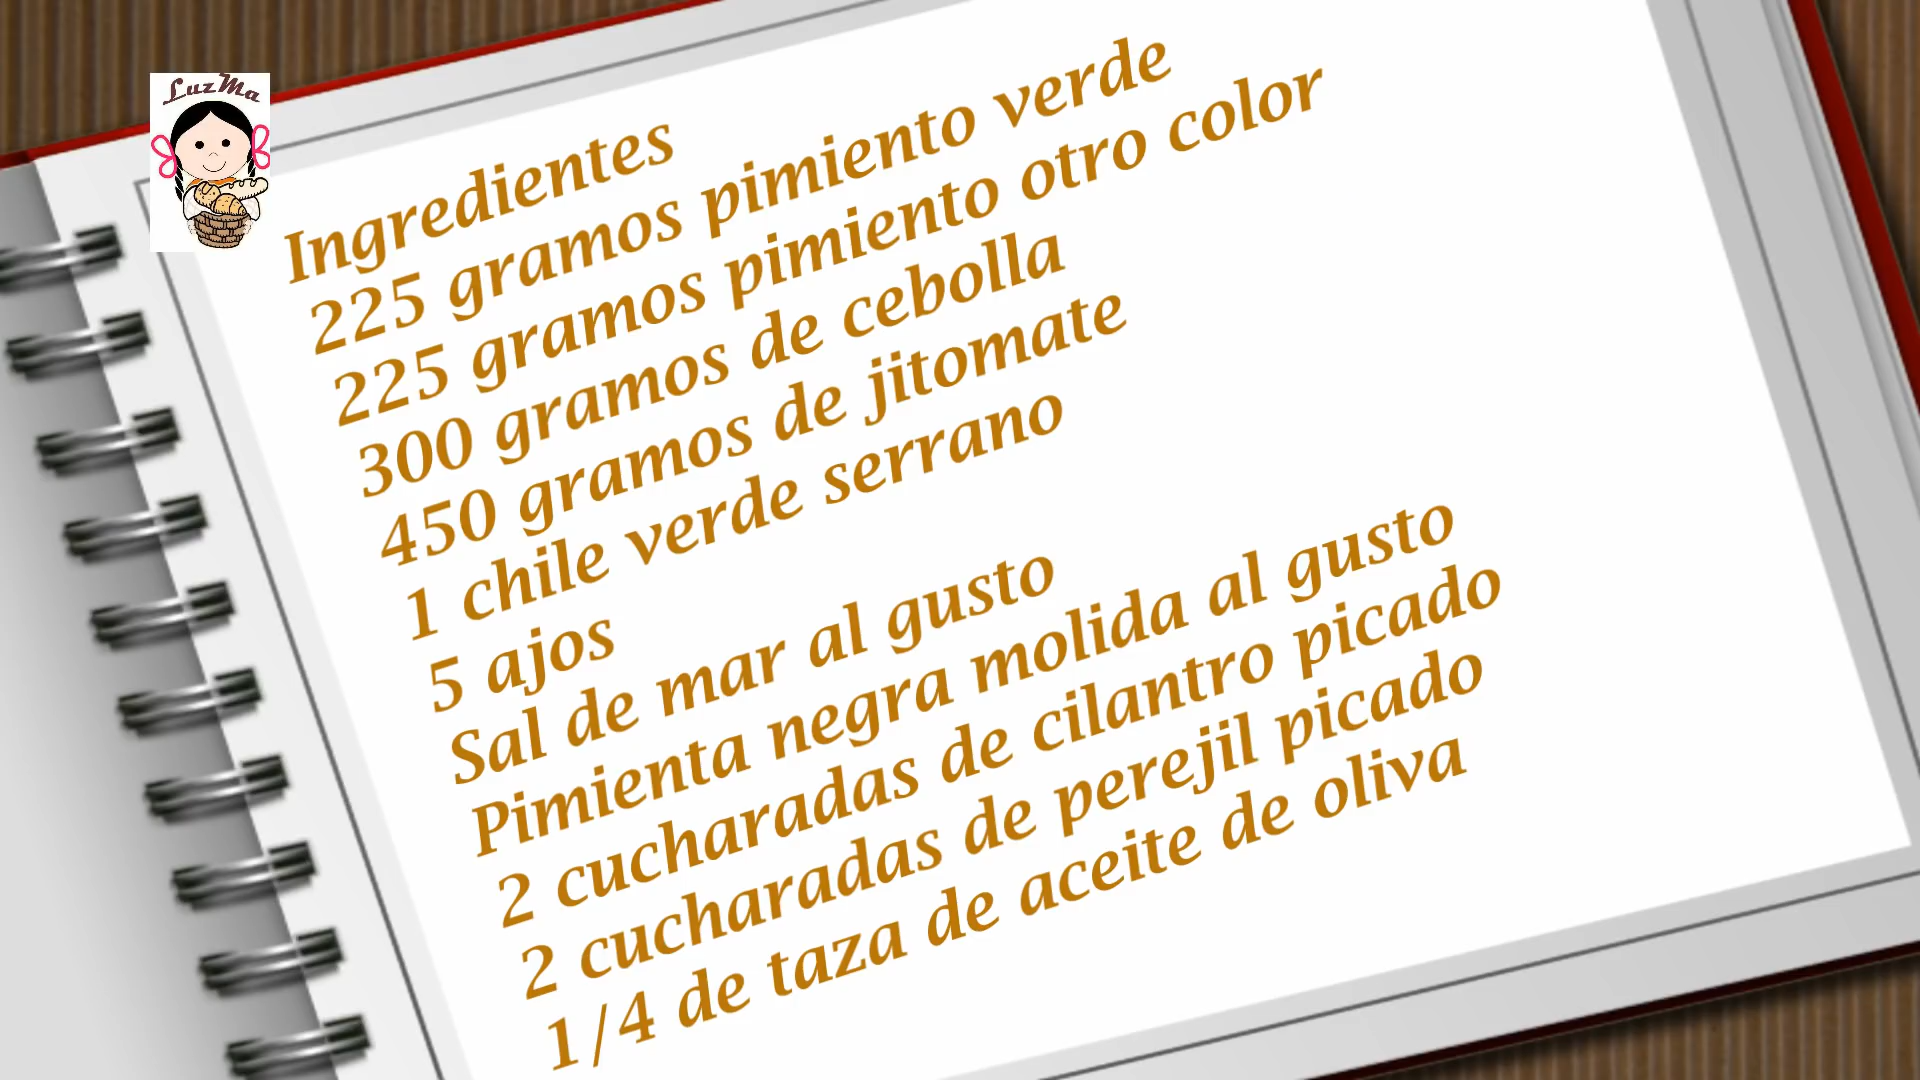 LuzMa
Ingredientes
225 gramos pimiento verde
225 gramos pimiento otro color
300 gramos de cebolla
450 gramos de jitomate
1 chile verde serrano
5 ajos
Sal de mar al gusto
Pimienta negra molida al gusto
2 cucharadas de cilantro picado
2 cucharadas de perejil picado
1/4 de taza de aceite de oliva